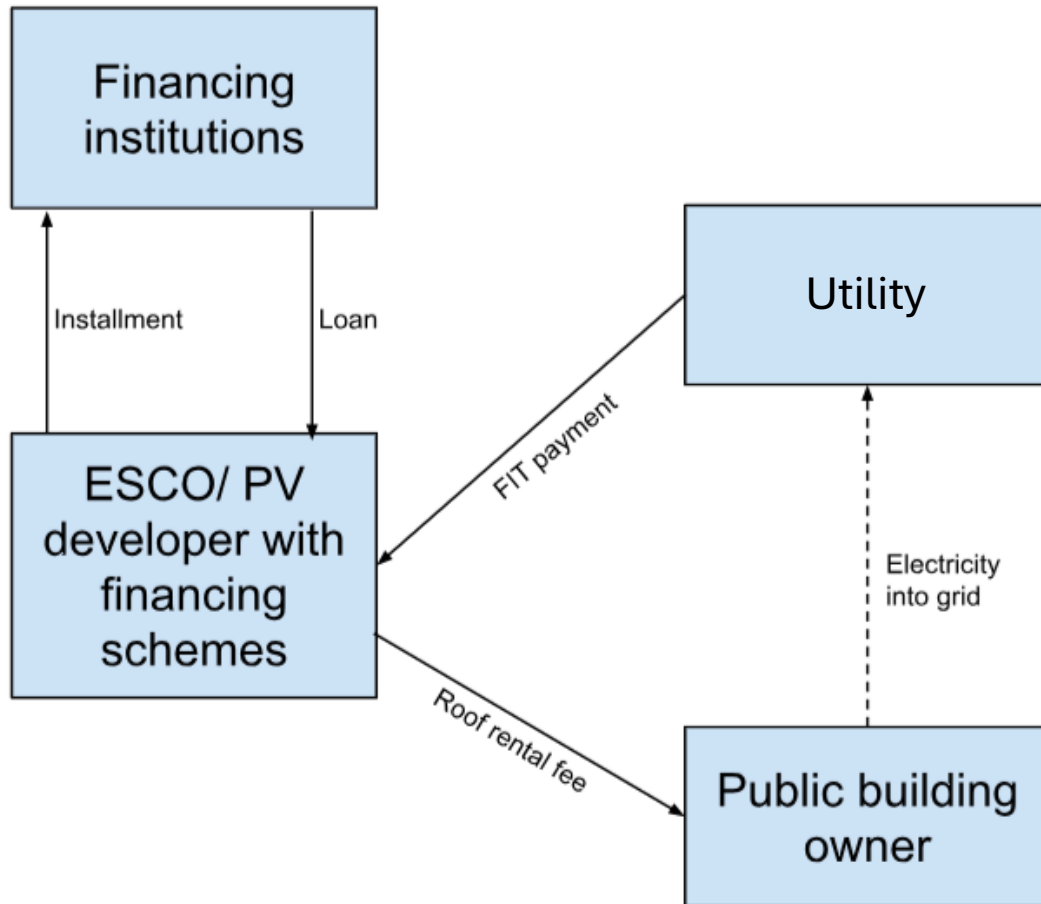 Financing
institutions
Installment
Loan
Utility
ESCO/ PV
developer with
financing
schemes
FIT payment
Electricity
into grid
Roof rental fee
Public building
owner